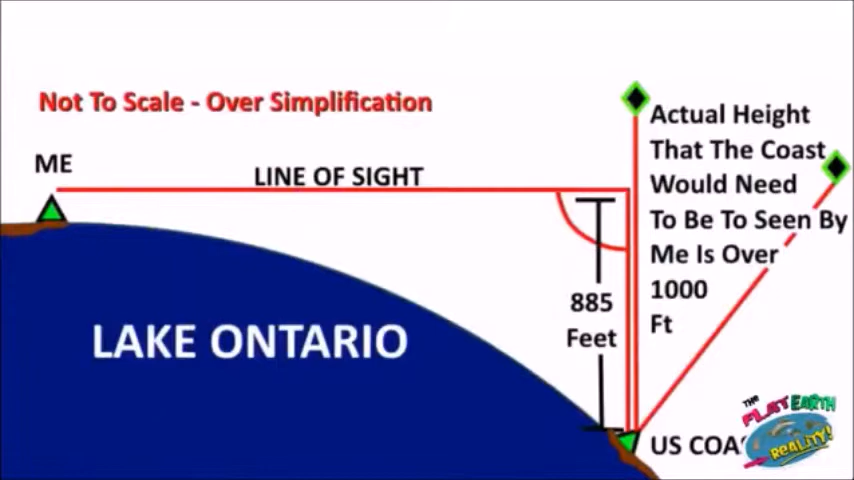 Not To Scale - Over Simplification
ME
LINE OF SIGHT
Actual Height
That The Coast
Would Need
To Be To Seen By
Me Is Over
1000
Ft
885
Feet
LAKE ONTARIO
US
THE
FLAT EARTH
REALITY!